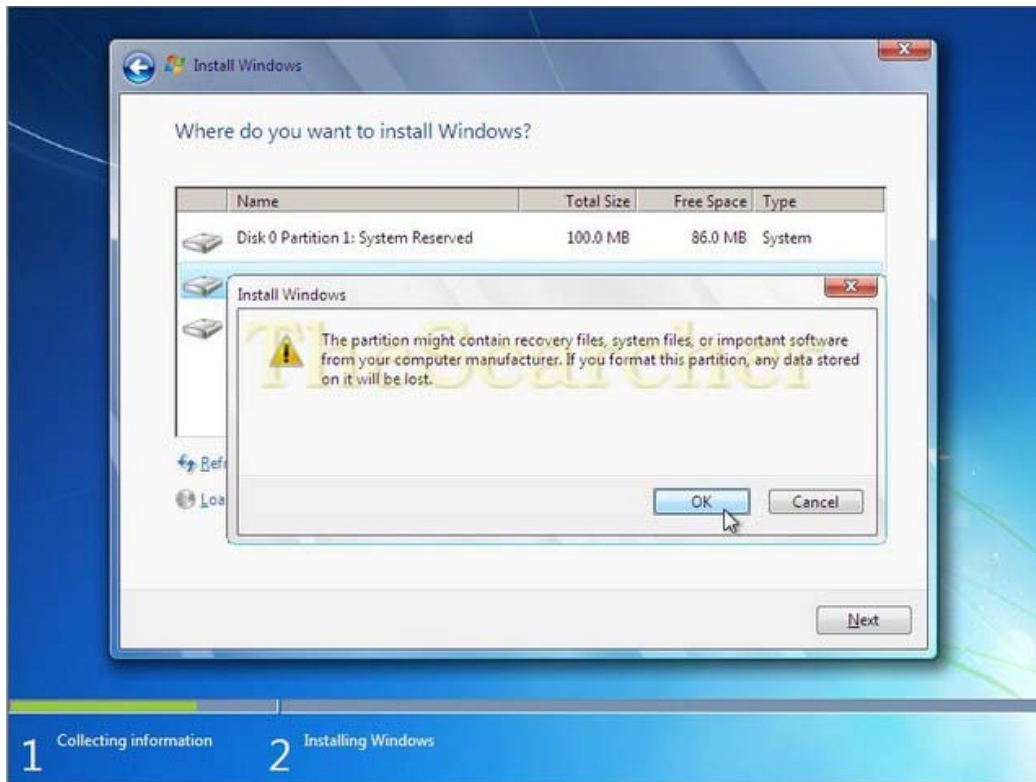 Install Windows
Where do you want to install Windows?
Name Total Size Free Space Type
Disk 0 Partition 1: System Reserved 100.0 MB 86.0 MB System
Install Windows
The Searcher
The partition might contain recovery files, system files, or important software
from your computer manufacturer. If you format this partition, any data stored
on it will be lost.
OK Cancel
Next
1 Collecting information 2 Installing Windows